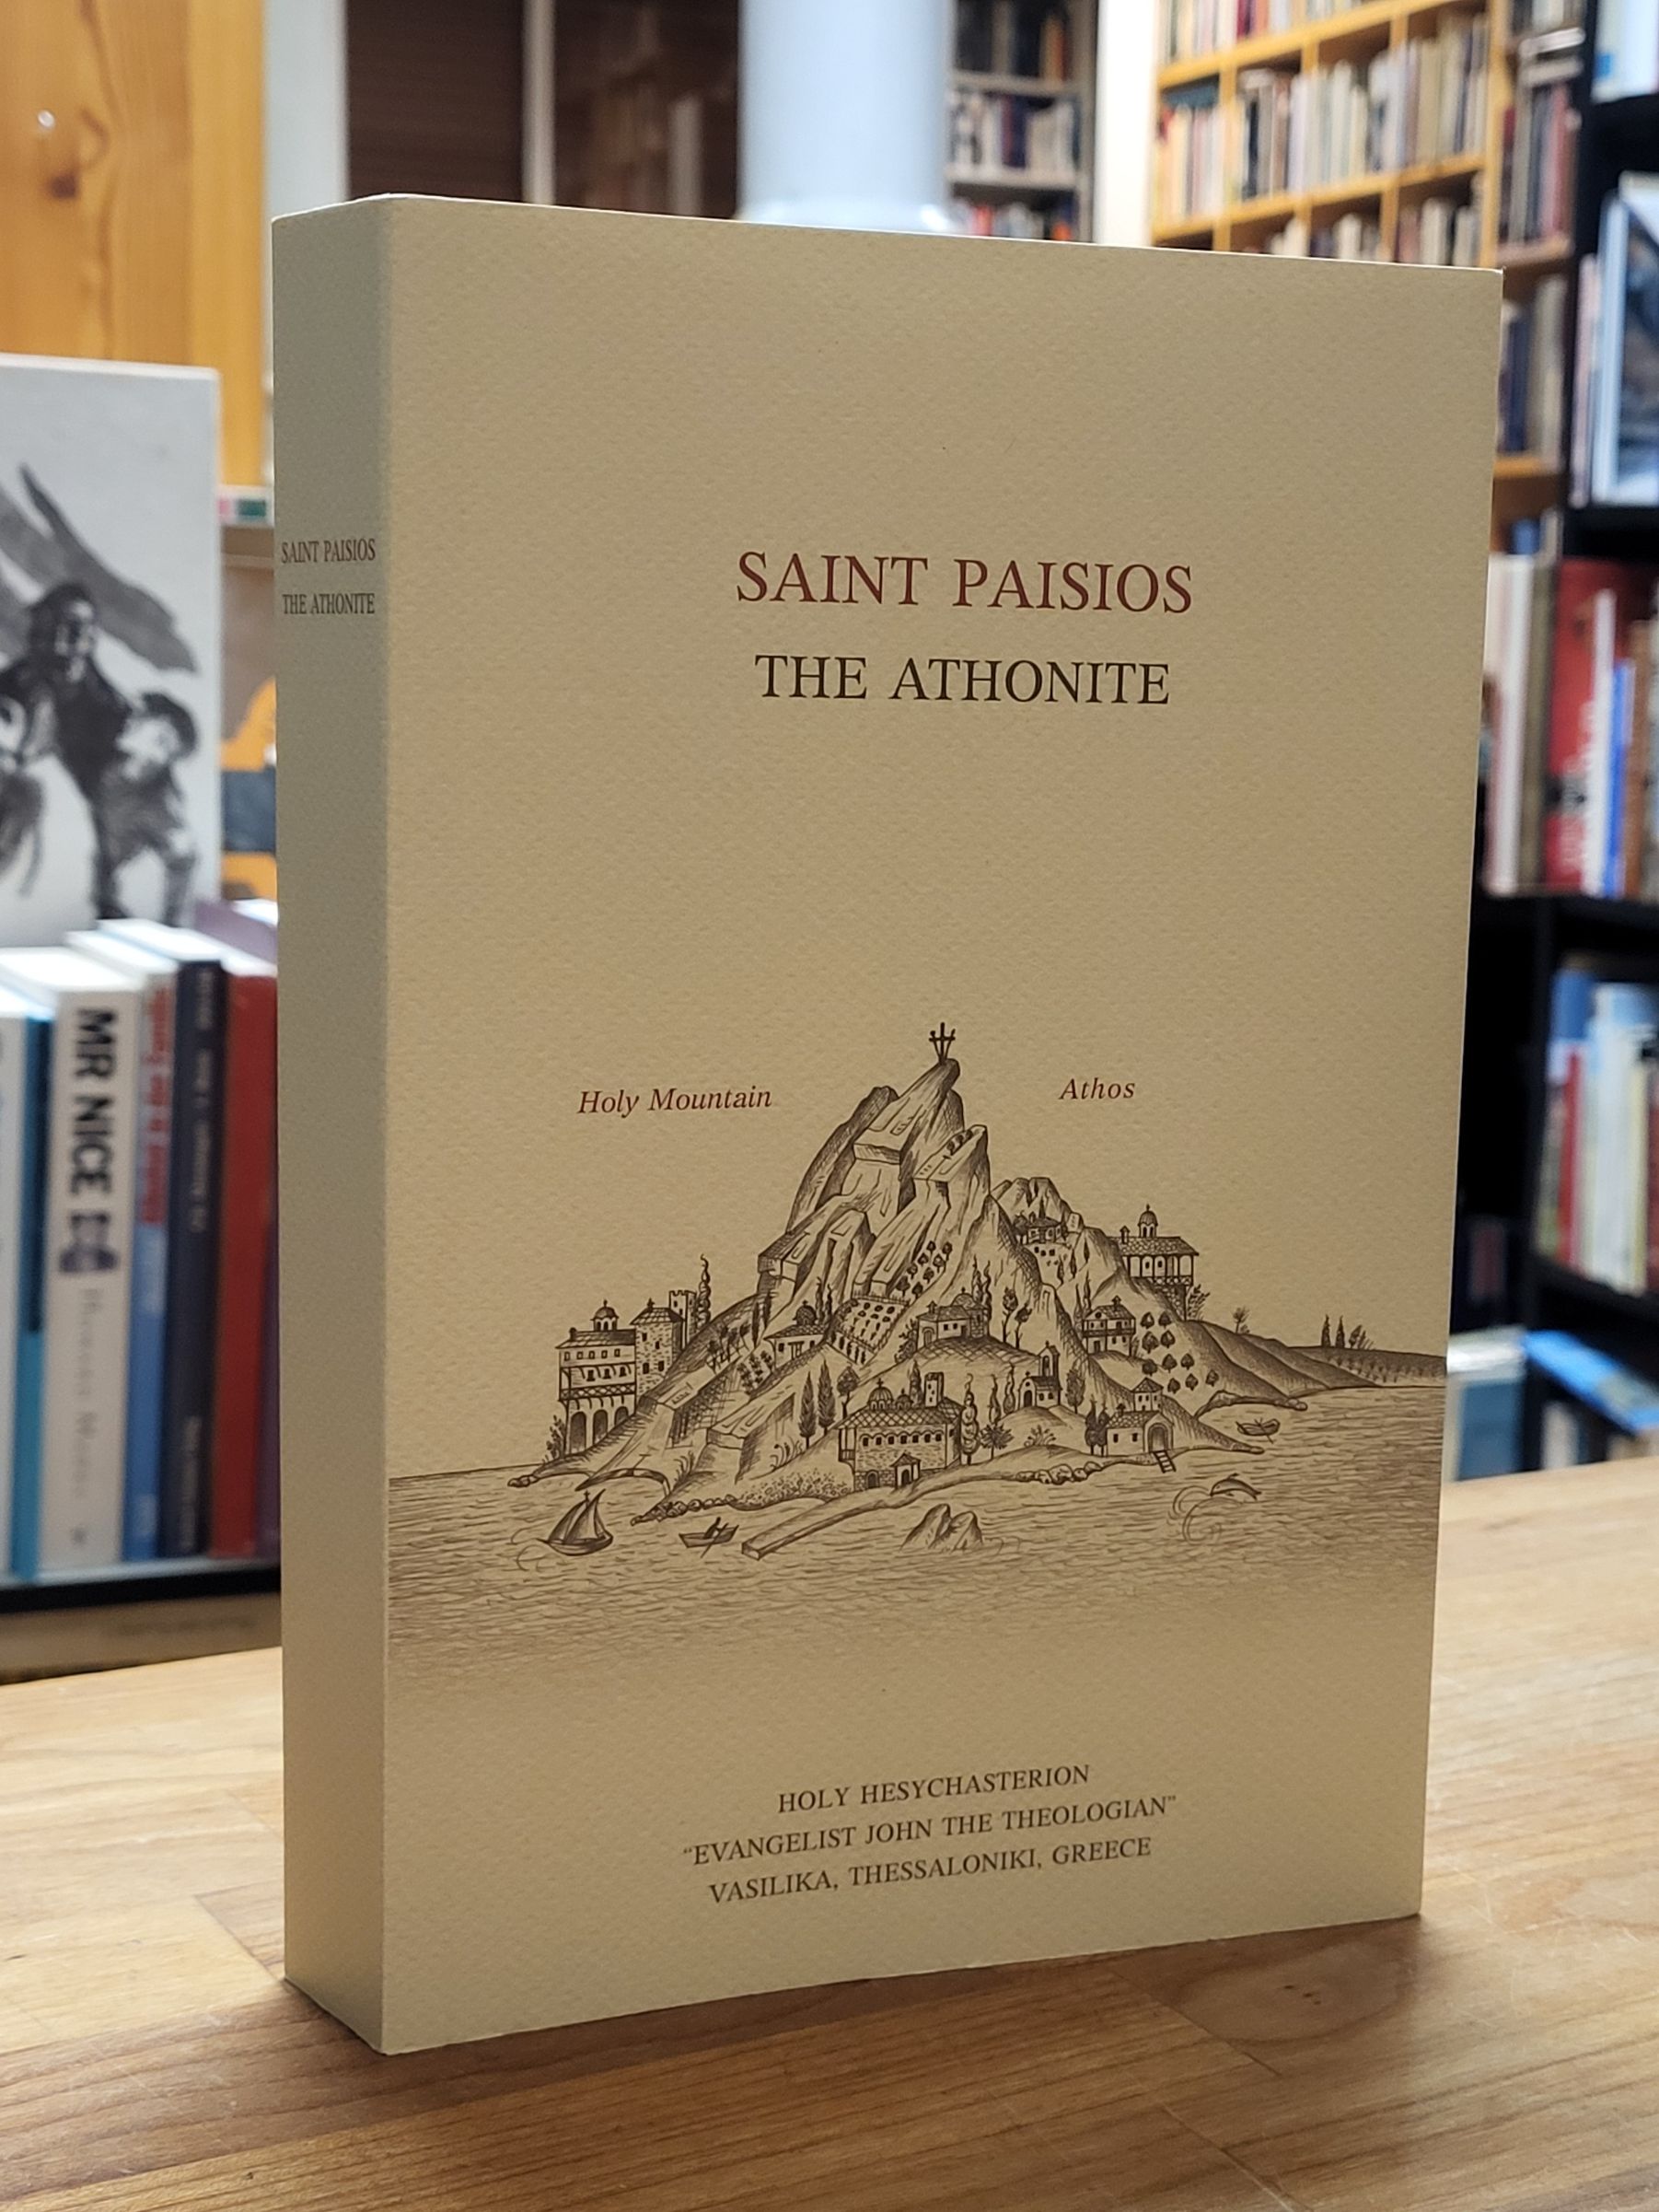 SAINT PAISIOS
THE ATHONITE
SAINT PAISIOS
THE ATHONITE
Holy Mountain Athos
HOLY HESYCHASTERION
“EVANGELIST JOHN THE THEOLOGIAN”
VASILIKA, THESSALONIKI, GREECE
MR NICE